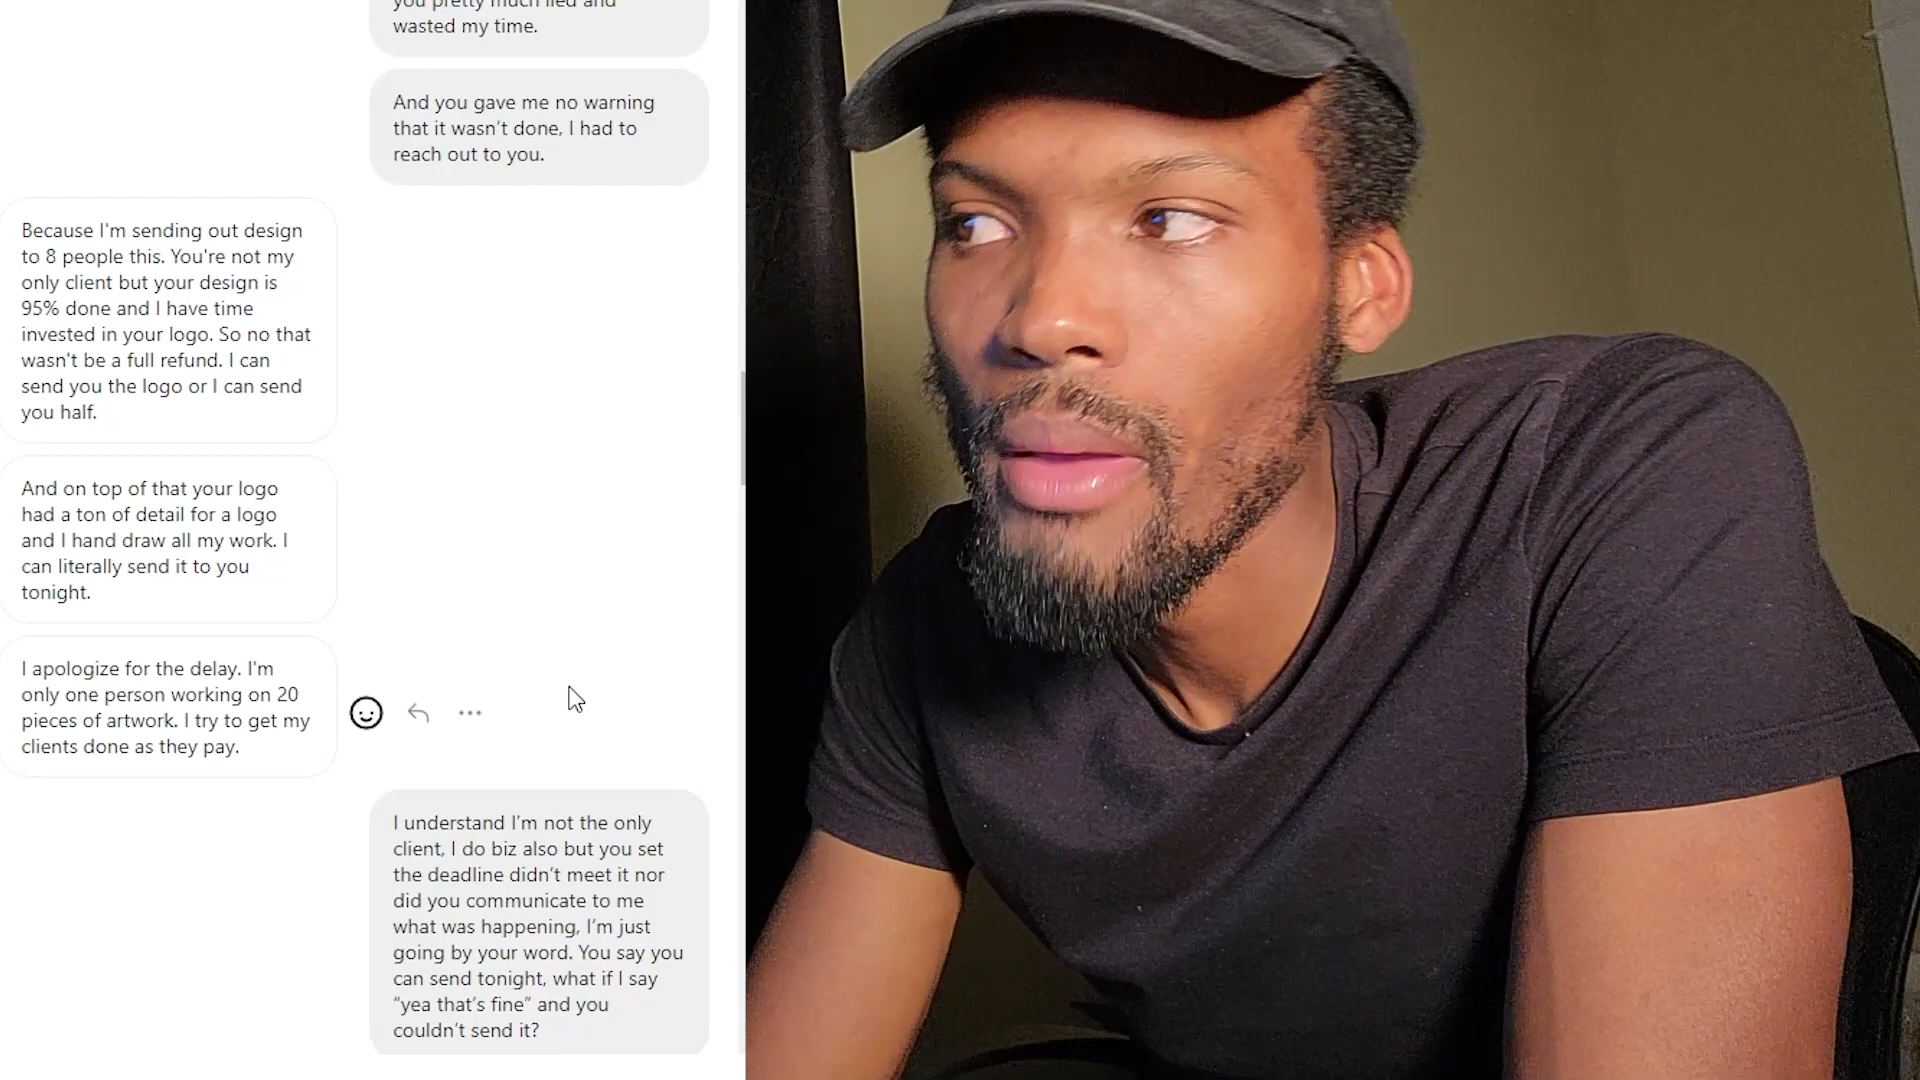 you pretty much lied and
wasted my time.
And you gave me no warning
that it wasn’t done, I had to
reach out to you.
Because I'm sending out design
to 8 people this. You're not my
only client but your design is
95% done and I have time
invested in your logo. So no that
wasn't be a full refund. I can
send you the logo or I can send
you half.
And on top of that your logo
had a ton of detail for a logo
and I hand draw all my work. I
can literally send it to you
tonight.
I apologize for the delay. I'm
only one person working on 20
pieces of artwork. I try to get my
clients done as they pay.
I understand I’m not the only
client, I do biz also but you set
the deadline didn’t meet it nor
did you communicate to me
what was happening, I’m just
going by your word. You say you
can send tonight, what if I say
“yea that’s fine” and you
couldn’t send it?